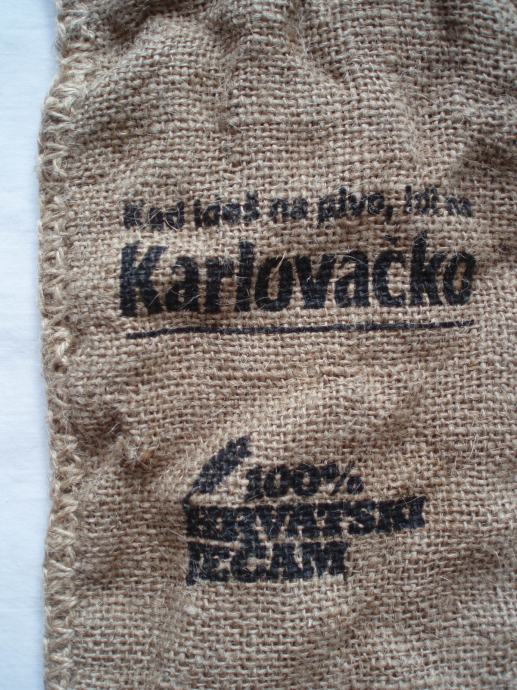 Kad ideš na pivo, idi na
Karlovačko
100%
HRVATSKI
JEČAM